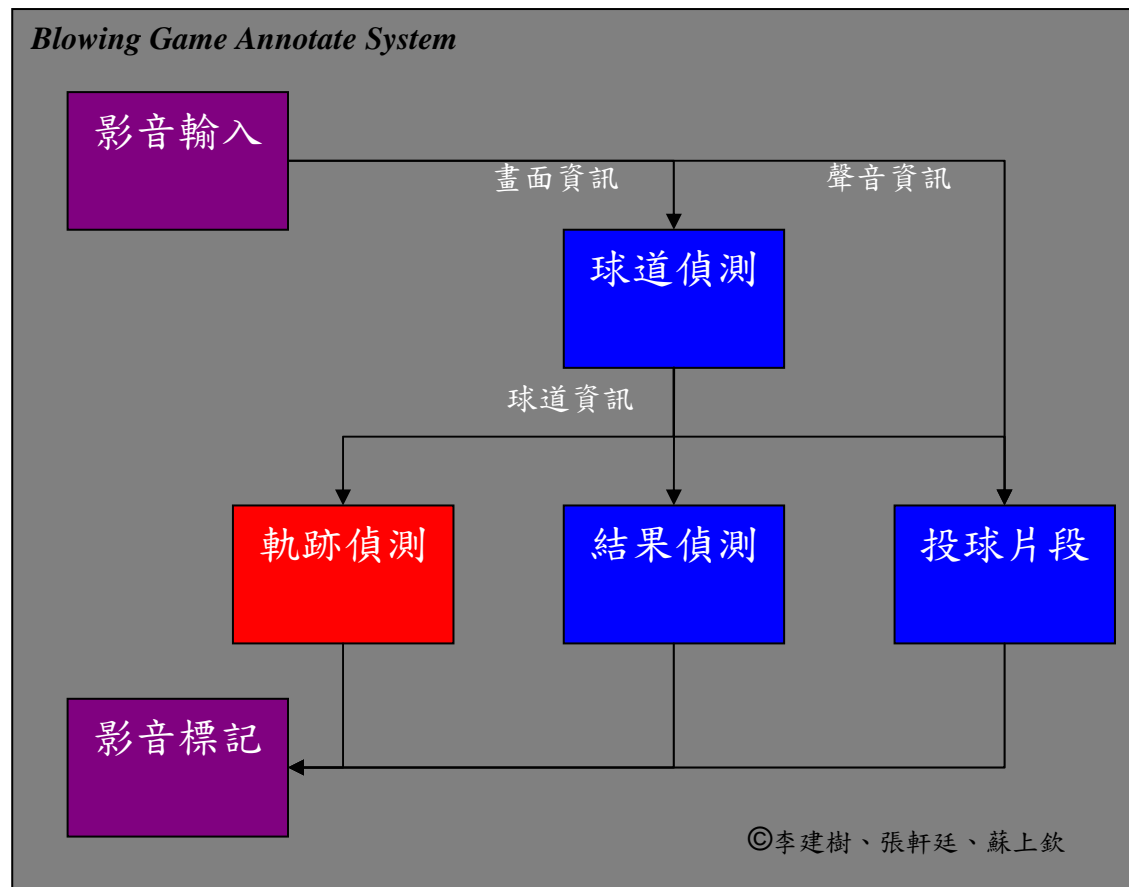 Blowing Game Annotate System
影音輸入
畫面資訊
聲音資訊
球道偵測
球道資訊
軌跡偵測
結果偵測
投球片段
影音標記
©李建樹、張軒廷、蘇上欽